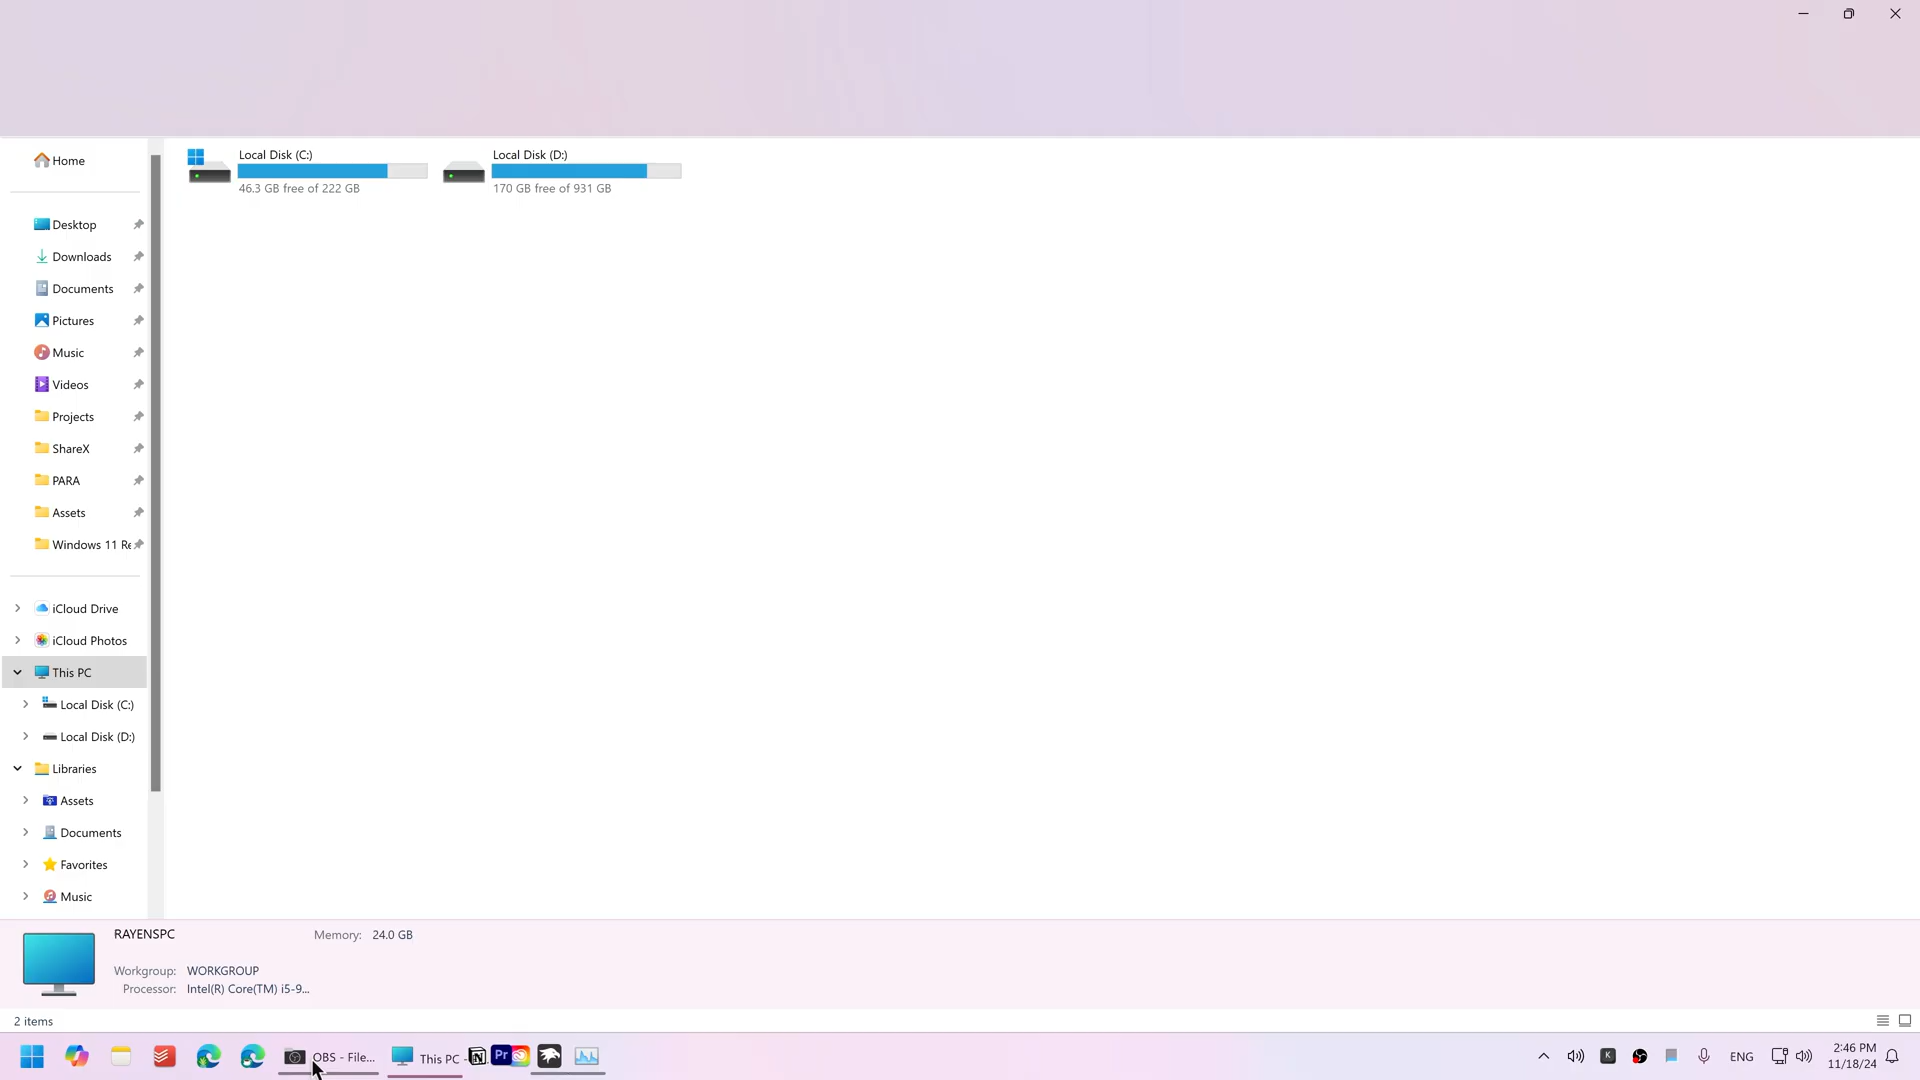 Local Disk (C:)
46.3 GB free of 222 GB
Local Disk (D:)
170 GB free of 931 GB
Home
Desktop
Downloads
Documents
Pictures
Music
Videos
Projects
ShareX
PARA
Assets
Windows 11 Re
iCloud Drive
iCloud Photos
This PC
Local Disk (C:)
Local Disk (D:)
Libraries
Assets
Documents
Favorites
Music
RAYENSPC
Memory: 24.0 GB
Workgroup: WORKGROUP
Processor: Intel(R) Core(TM) i5-9...
2 items
OBS - File...
This PC -
Pr
K
ENG
2:46 PM
11/18/24